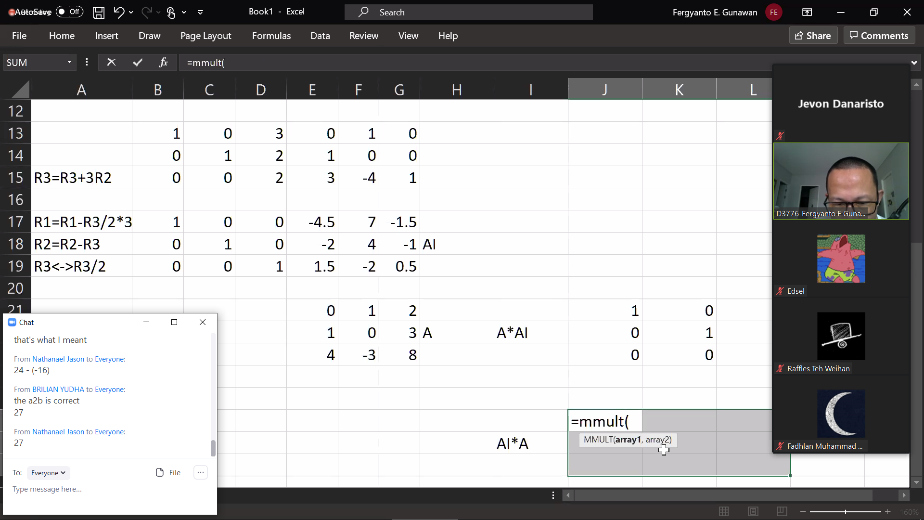 AutoSave Off Book1 - Excel Search Fergyanto E. Gunawan FE
File Home Insert Draw Page Layout Formulas Data Review View Help Share Comments
SUM fx =mmult(
A B C D E F G H I J K L
12
13 1 0 3 0 1 0
14 0 1 2 1 0 0
15 R3=R3+3R2 0 0 2 3 -4 1
16
17 R1=R1-R3/2*3 1 0 0 -4.5 7 -1.5
18 R2=R2-R3 0 1 0 -2 4 -1 AI
19 R3<->R3/2 0 0 1 1.5 -2 0.5
20
21 0 1 2 1 0
1 0 3 A A*AI 0 1
4 -3 8 0 0
=mmult(
MMULT(array1, array2)
AI*A
Chat
that's what I meant
From Nathanael Jason to Everyone:
24 - (-16)
From BRILIAN YUDHA to Everyone:
the a2b is correct
27
From Nathanael Jason to Everyone:
27
To: Everyone File ...
Type message here...
Jevon Danaristo
D3776 Fergyanto E Guna...
Edsel
Raffles Teh Weihan
Fadhlan Muhammad ...